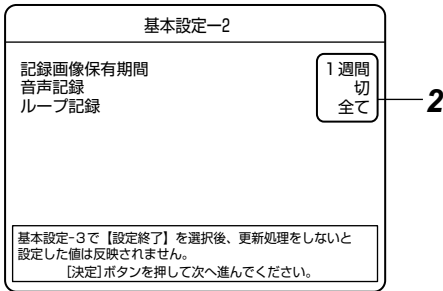 基本設定ー2
記録画像保有期間 1週間
音声記録 切
ループ記録 全て
2
基本設定-3で【設定終了】を選択後、更新処理をしないと
設定した値は反映されません。
[決定]ボタンを押して次へ進んでください。